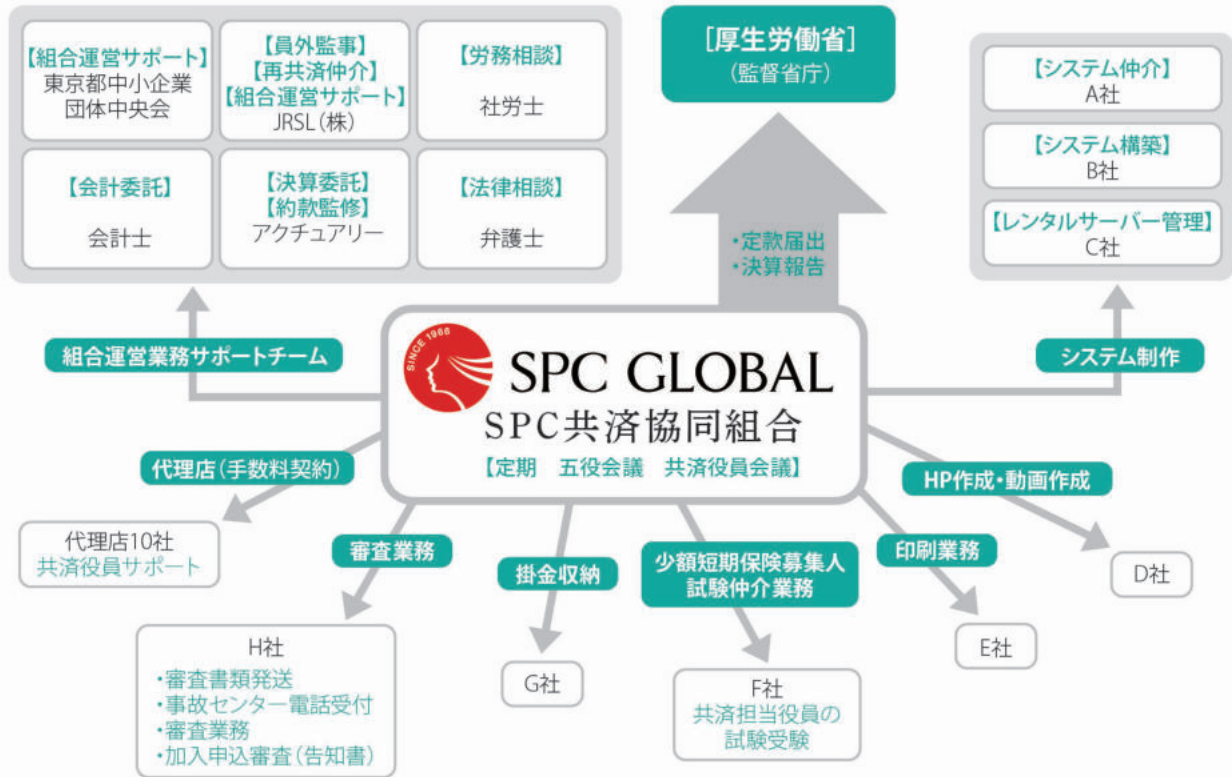 【組合運営サポート】
東京都中小企業
団体中央会
【員外監事】
【再共済仲介】
【組合運営サポート】
JRSL(株)
【労務相談】
社労士
【会計委託】
会計士
【決算委託】
【約款監修】
アクチュアリー
【法律相談】
弁護士
[厚生労働省]
(監督省庁)
・定款届出
・決算報告
【システム仲介】
A社
【システム構築】
B社
【レンタルサーバー管理】
C社
組合運営業務サポートチーム
システム制作
SINCE 1966
SPC GLOBAL
SPC共済協同組合
【定期 五役会議 共済役員会議】
代理店(手数料契約)
代理店10社
共済役員サポート
審査業務
H社
・審査書類発送
・事故センター電話受付
・審査業務
・加入申込審査(告知書)
掛金収納
G社
少額短期保険募集人
試験仲介業務
F社
共済担当役員の
試験受験
印刷業務
E社
HP作成・動画作成
D社